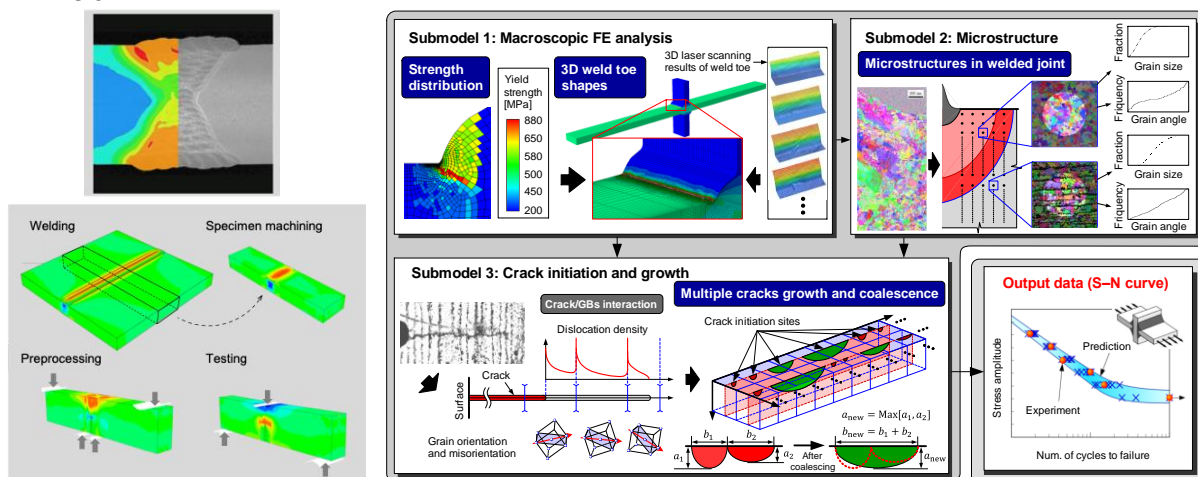 Welding
Specimen machining
Preprocessing
Testing
Submodel 1: Macroscopic FE analysis
Strength
distribution
Yield
strength
[MPa]
880
660
580
500
450
200
3D weld toe
shapes
3D laser scanning
results of weld toe
Submodel 2: Microstructure
Microstructures in welded joint
Fraction
Grain size
Friquency
Grain angle
Fraction
Grain size
Friquency
Grain angle
Submodel 3: Crack initiation and growth
Crack/GBs interaction
Dislocation density
Crack
Surface
Grain orientation
and misorientation
Multiple cracks growth and coalescence
Crack initiation sites
a_new = Max[a_1, a_2]
b_new = b_1 + b_2
b_1
b_2
a_1
a_2
After
coalescing
a_new
Output data (S–N curve)
Stress amplitude
Prediction
Experiment
Num. of cycles to failure